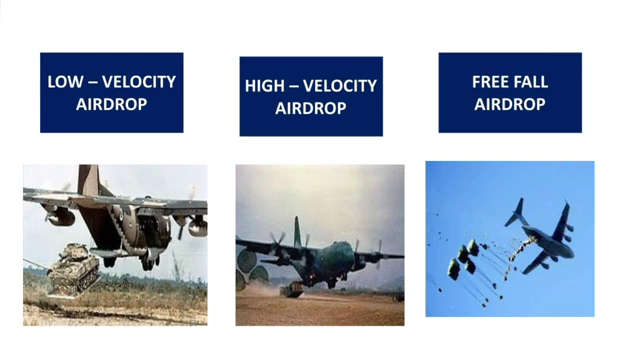 LOW – VELOCITY
AIRDROP
HIGH – VELOCITY
AIRDROP
FREE FALL
AIRDROP